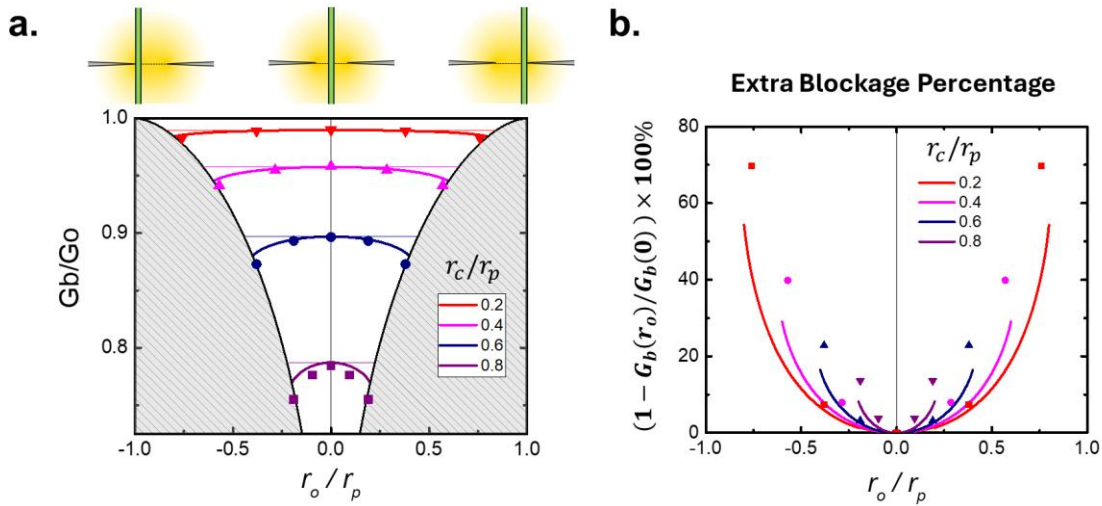 a.
1.0
0.9
0.8
Gb/Go
r_c/r_p
0.2
0.4
0.6
0.8
-1.0 -0.5 0.0 0.5 1.0
r_o / r_p
b.
Extra Blockage Percentage
80
60
40
20
0
(1 − G_b(r_o)/G_b(0) ) × 100%
r_c/r_p
0.2
0.4
0.6
0.8
-1.0 -0.5 0.0 0.5 1.0
r_o / r_p